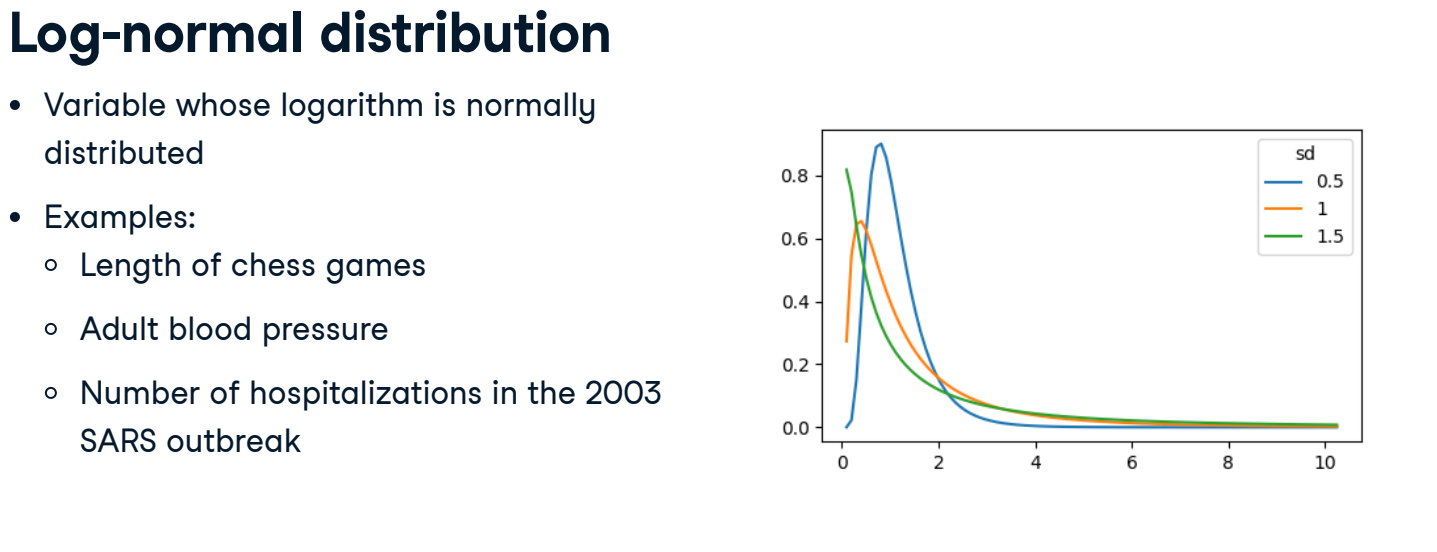 Log-normal distribution
• Variable whose logarithm is normally
distributed
• Examples:
○ Length of chess games
○ Adult blood pressure
○ Number of hospitalizations in the 2003
SARS outbreak
sd
0.5
1
1.5
0.8
0.6
0.4
0.2
0.0
0 2 4 6 8 10